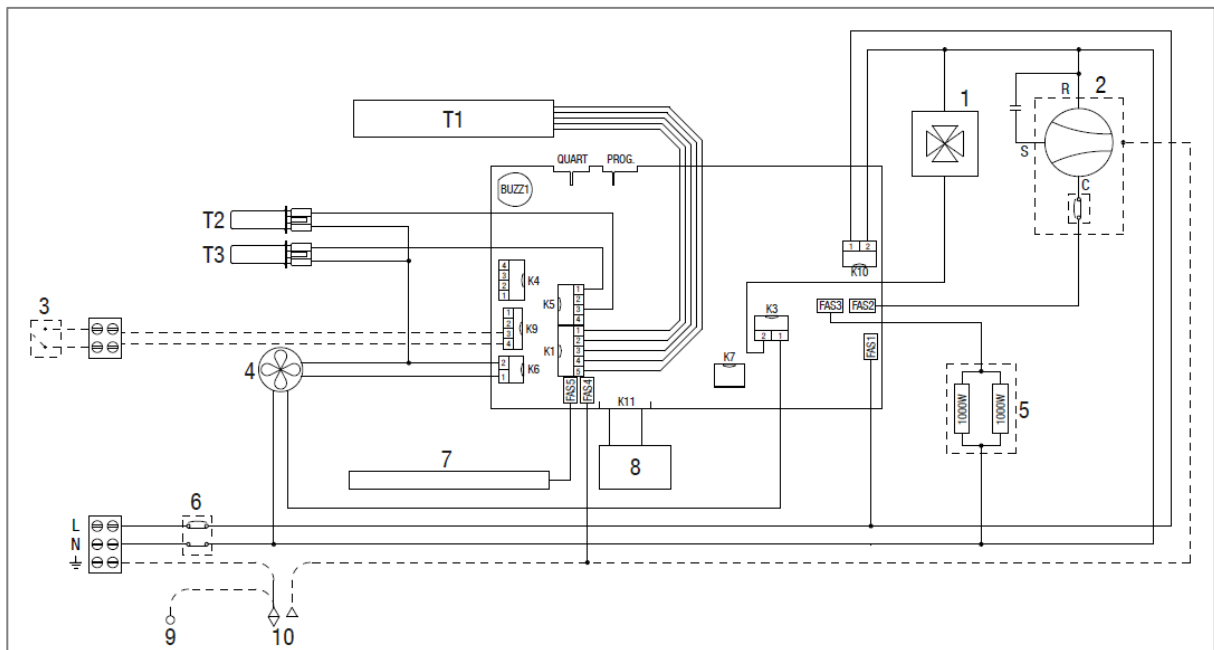 1
2
R
S
C
T1
QUART
PROG.
BUZZ1
T2
T3
4
3
2
1
K4
1
2
3
4
K5
1
2
K10
3
1
2
3
4
K9
FAS3
FAS2
K3
2
1
1
2
3
4
5
K1
FAS1
4
2
1
K6
K7
FAS5
FAS4
K11
1000W
1000W
5
7
8
6
L
N
9
10